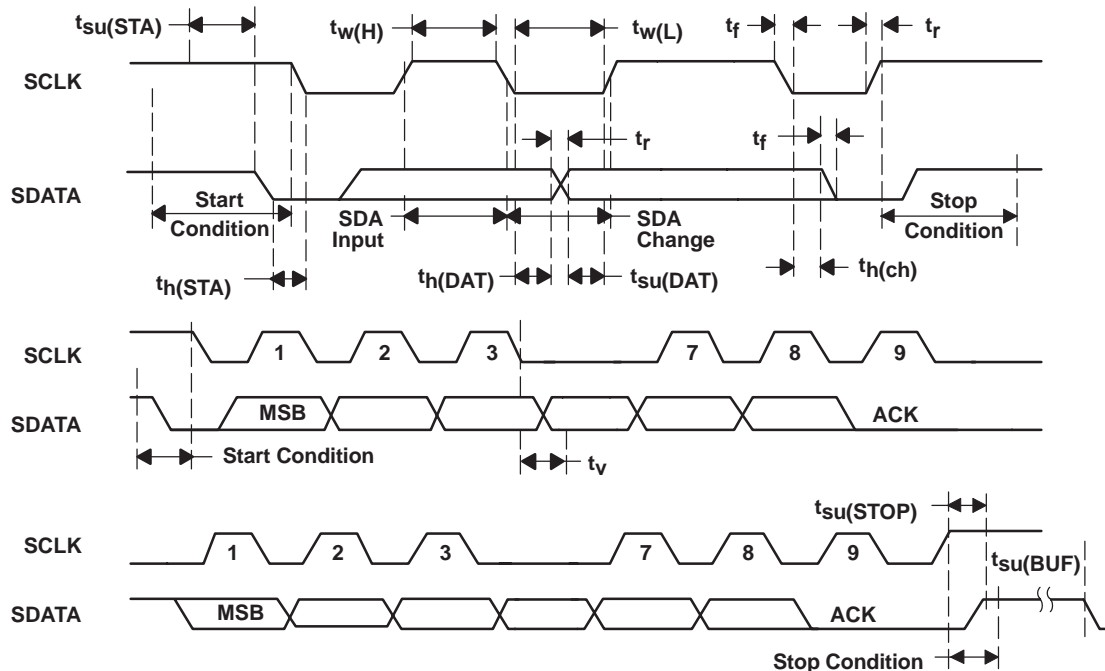 tsu(STA)
tw(H)
tw(L)
tf
tr
SCLK
tr
tf
SDATA
Start
Condition
SDA
Input
SDA
Change
Stop
Condition
th(STA)
th(DAT)
tsu(DAT)
th(ch)
SCLK
1
2
3
7
8
9
SDATA
MSB
ACK
Start Condition
tv
tsu(STOP)
SCLK
1
2
3
7
8
9
tsu(BUF)
SDATA
MSB
ACK
Stop Condition